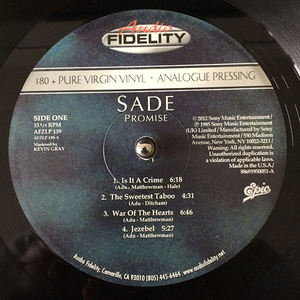 Audio
FIDELITY
180 + PURE VIRGIN VINYL • ANALOGUE PRESSING
SADE
PROMISE
SIDE ONE
33 1/3 RPM
AFZLP 139
AFZLP 139-A
Mastered by
KEVIN GRAY
℗ 2012 Sony Music Entertainment /
℗ 1985 Sony Music Entertainment
(UK) Limited / Manufactured by Sony
Music Entertainment / 550 Madison
Avenue, New York, NY 10022-3211 /
Warning: All rights reserved.
Unauthorized duplication is
a violation of applicable laws.
Made in the U.S.A./
88691950051-A
Epic
1. Is It A Crime 6:18
(Adu - Matthewman - Hale)
2. The Sweetest Taboo 4:31
(Adu - Ditcham)
3. War Of The Hearts 6:46
(Adu - Matthewman)
4. Jezebel 5:27
(Adu - Matthewman)
Audio Fidelity, Camarillo, CA 93010 (805) 445-6464 www.audiofidelity.net